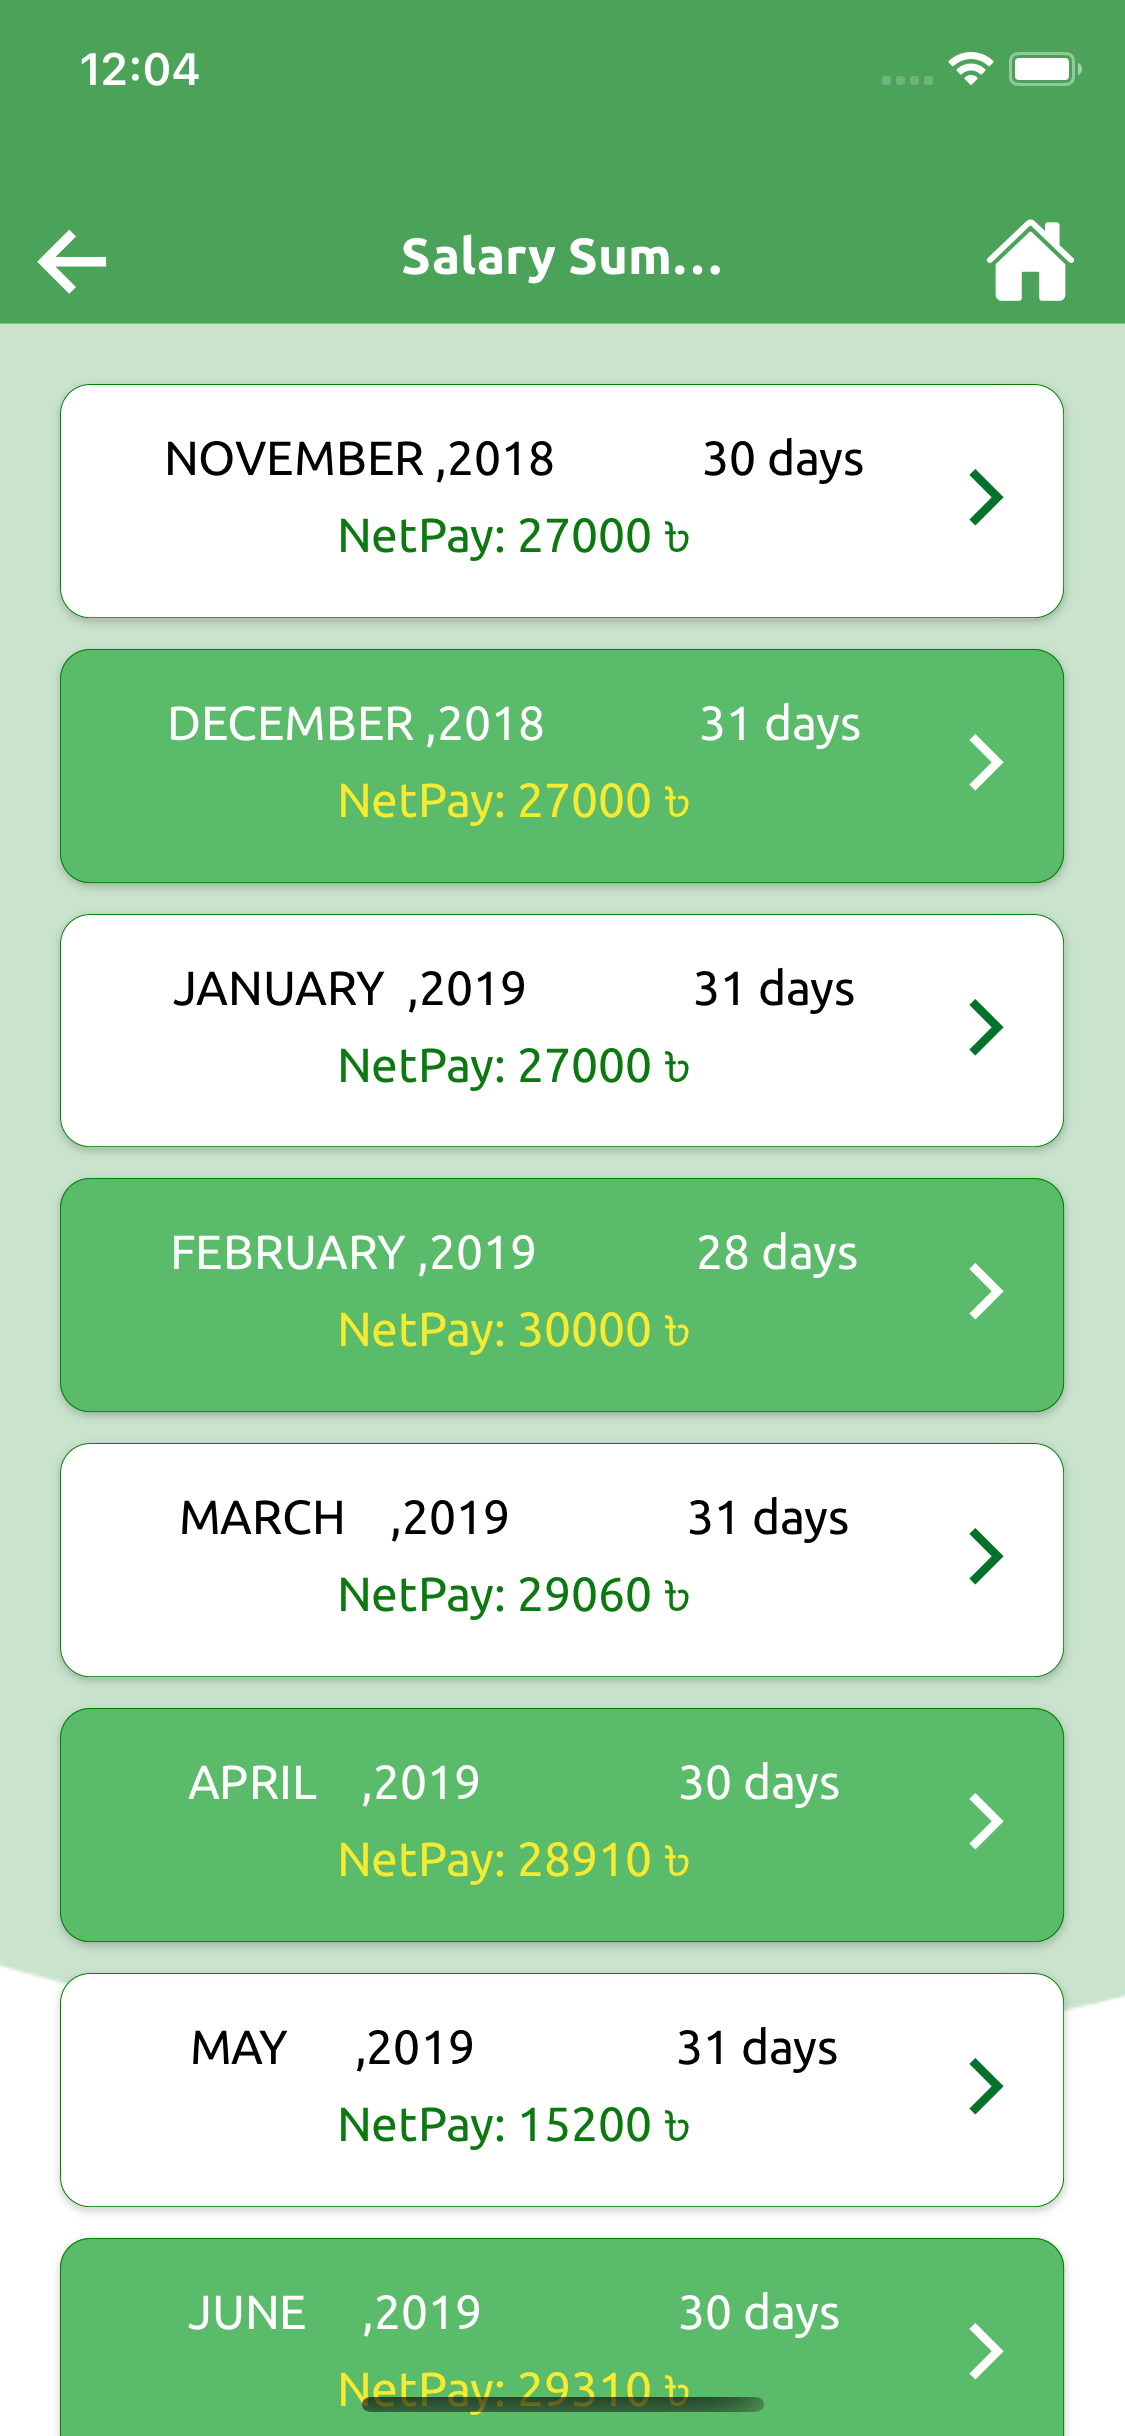 12:04
Salary Sum...
NOVEMBER ,2018 30 days
NetPay: 27000 ৳
DECEMBER ,2018 31 days
NetPay: 27000 ৳
JANUARY ,2019 31 days
NetPay: 27000 ৳
FEBRUARY ,2019 28 days
NetPay: 30000 ৳
MARCH ,2019 31 days
NetPay: 29060 ৳
APRIL ,2019 30 days
NetPay: 28910 ৳
MAY ,2019 31 days
NetPay: 15200 ৳
JUNE ,2019 30 days
NetPay: 29310 ৳